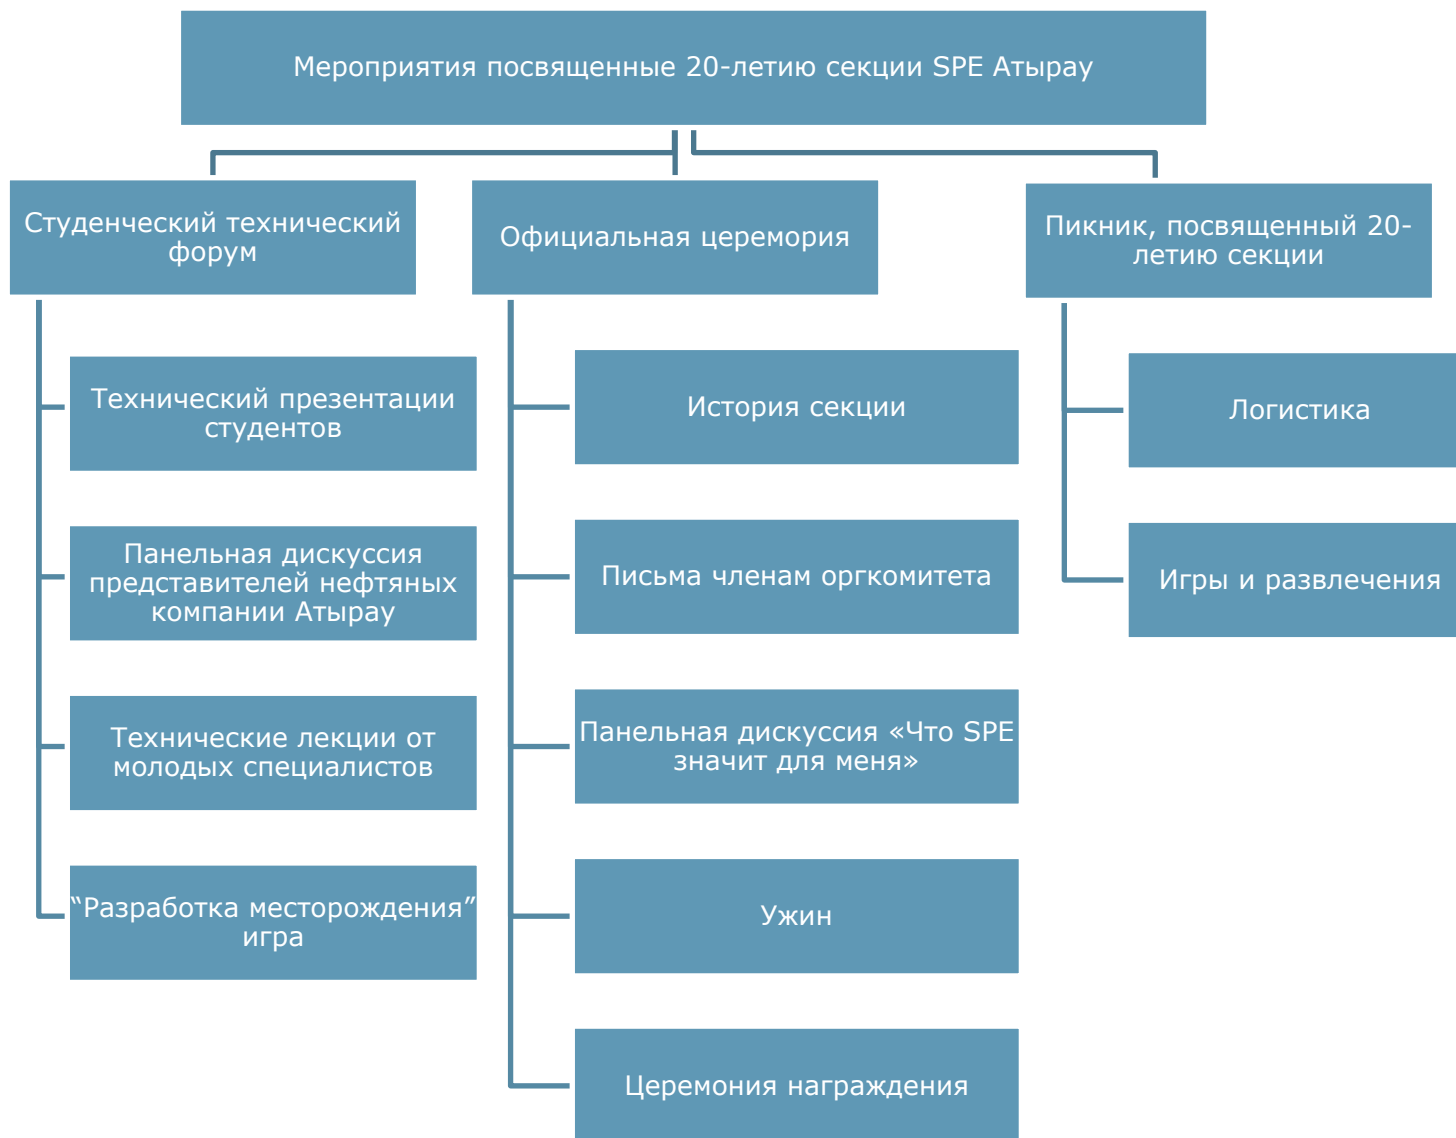 Мероприятия посвященные 20-летию секции SPE Атырау
Студенческий технический
форум
Технический презентации
студентов
Панельная дискуссия
представителей нефтяных
компании Атырау
Технические лекции от
молодых специалистов
“Разработка месторождения”
игра
Официальная церемория
История секции
Письма членам оргкомитета
Панельная дискуссия «Что SPE
значит для меня»
Ужин
Церемония награждения
Пикник, посвященный 20-
летию секции
Логистика
Игры и развлечения